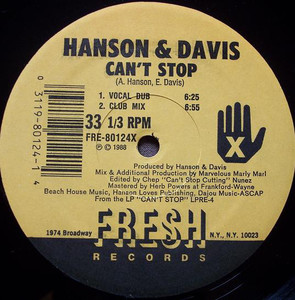 HANSON & DAVIS
CAN'T STOP
(A. Hanson, E. Davis)
1. VOCAL DUB 6:25
2. CLUB MIX 6:55
33 1/3 RPM
FRE-80124X
℗ © 1988
X
0 3119-80124-1 4
Produced by Hanson & Davis
Mix & Additional Production by Marvelous Marly Marl
Edited by Chep "Can't Stop Cutting" Nunez
Mastered by Herb Powers at Frankford-Wayne
Beach House Music, Hanson Loves Publishing, Dajou Music-ASCAP
From the LP "CAN'T STOP" LPRE-4
1974 Broadway
FRESH
N.Y., N.Y. 10023
RECORDS